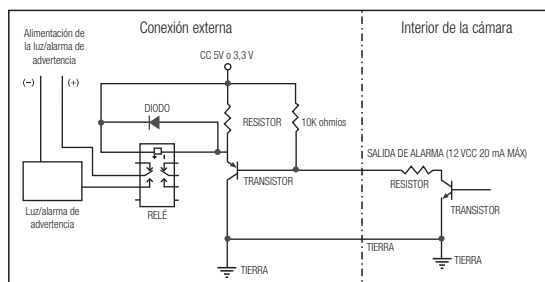 Conexión externa
Interior de la cámara
Alimentación de
la luz/alarma de
advertencia
(–)
(+)
CC 5V o 3,3 V
DIODO
RESISTOR
10K ohmios
SALIDA DE ALARMA (12 VCC 20 mA MÁX)
RESISTOR
TRANSISTOR
TRANSISTOR
Luz/alarma de
advertencia
RELÉ
TIERRA
TIERRA
TIERRA